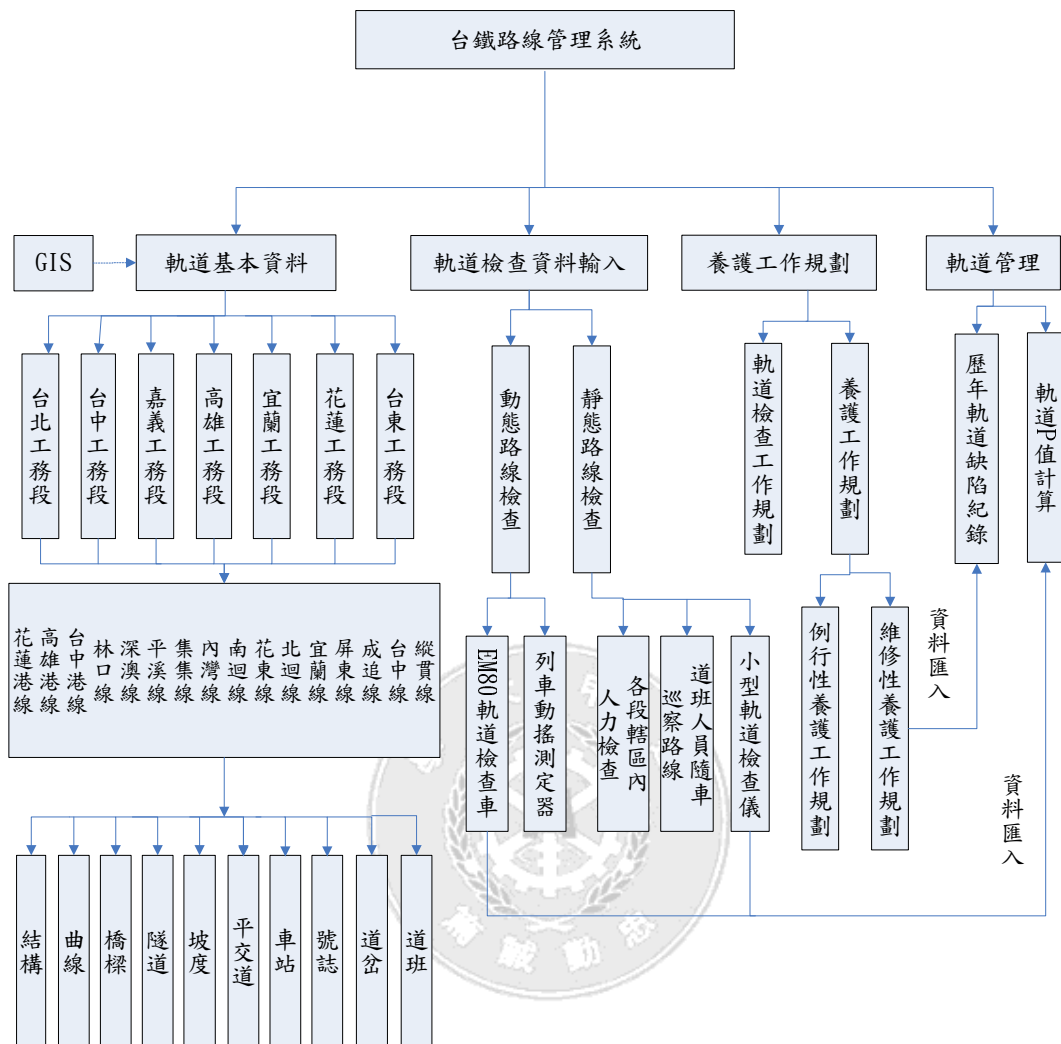 台鐵路線管理系統
GIS
軌道基本資料
軌道檢查資料輸入
養護工作規劃
軌道管理
台北工務段
台中工務段
嘉義工務段
高雄工務段
宜蘭工務段
花蓮工務段
台東工務段
動態路線檢查
靜態路線檢查
軌道檢查工作規劃
養護工作規劃
歷年軌道缺陷紀錄
軌道P值計算
花蓮港線
高雄港線
台中港線
林口線
深澳線
平溪線
集集線
內灣線
南迴線
花東線
北迴線
宜蘭線
屏東線
成追線
台中線
縱貫線
EM80軌道檢查車
列車動搖測定器
各段轄區內
人力檢查
道班人員隨車
巡察路線
小型軌道檢查儀
例行性養護工作規劃
維修性養護工作規劃
資料匯入
資料匯入
結構
曲線
橋樑
隧道
坡度
平交道
車站
號誌
道岔
道班